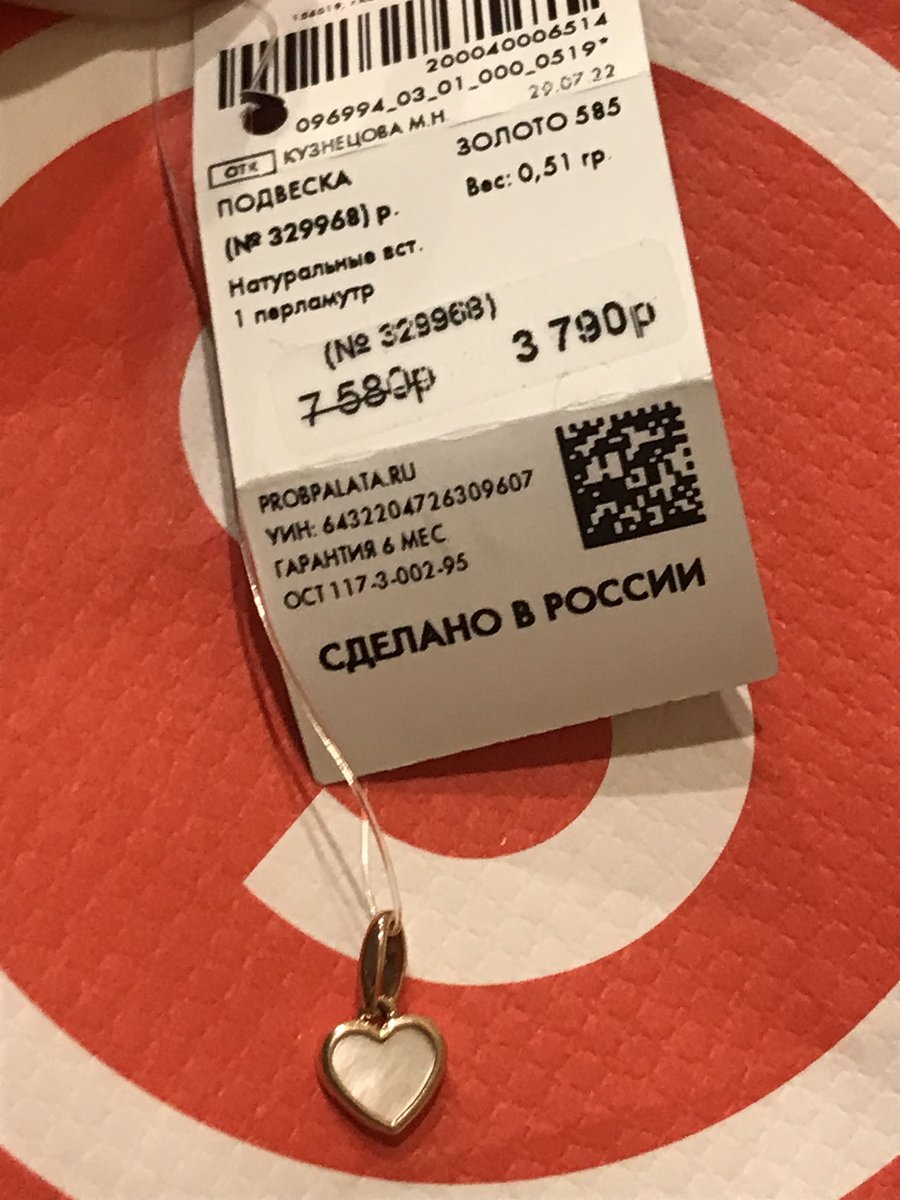 200040006514
096994_03_01_000_0519*
29.07.22
ОТК КУЗНЕЦОВА М.Н.
ЗОЛОТО 585
ПОДВЕСКА
Вес: 0,51 гр.
(№ 329968) р.
Натуральные вст.
1 перламутр
(№ 329968)
7 580р 3 790р
PROBPALATA.RU
УИН: 6432204726309607
ГАРАНТИЯ 6 МЕС
ОСТ 117-3-002-95
СДЕЛАНО В РОССИИ